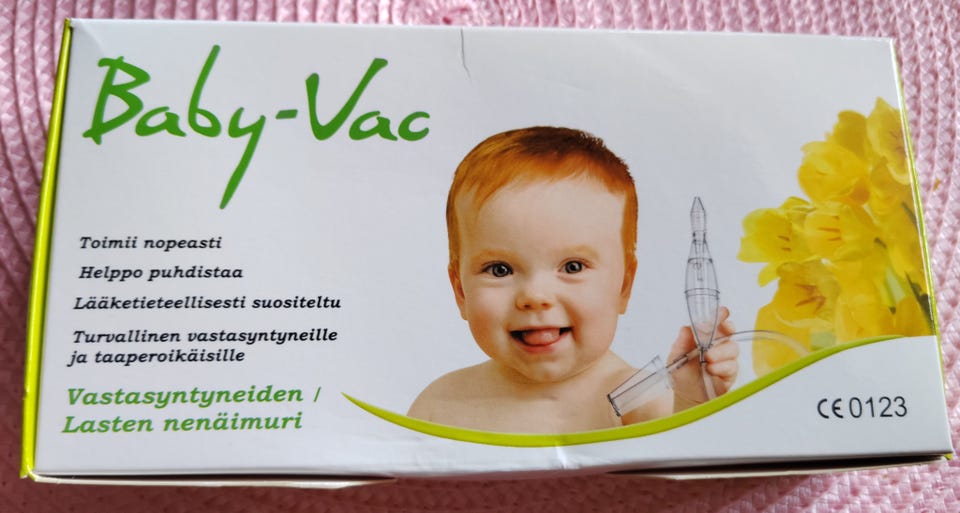 Baby-Vac
Toimii nopeasti
Helppo puhdistaa
Lääketieteellisesti suositeltu
Turvallinen vastasyntyneille
ja taaperoikäisille
Vastasyntyneiden /
Lasten nenäimuri
CE 0123